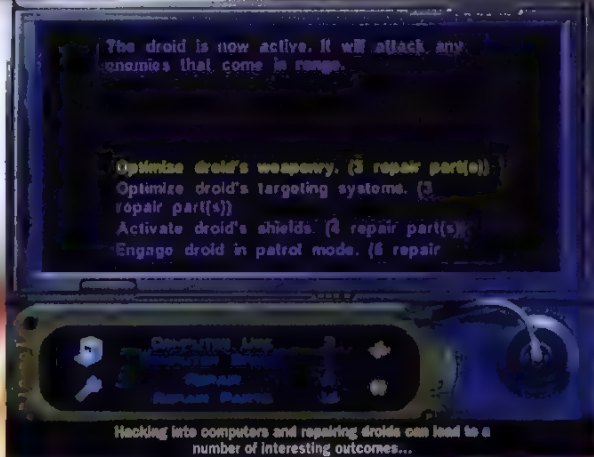 The droid is now active. It will attack any
enemies that come in range.
Optimize droid's weaponry. (3 repair part(s))
Optimize droid's targeting systems. (3
repair part(s))
Activate droid's shields. (4 repair part(s))
Engage droid in patrol mode. (6 repair
Computer Use
Repair
Repair Parts
Hacking into computers and repairing droids can lead to a
number of interesting outcomes...